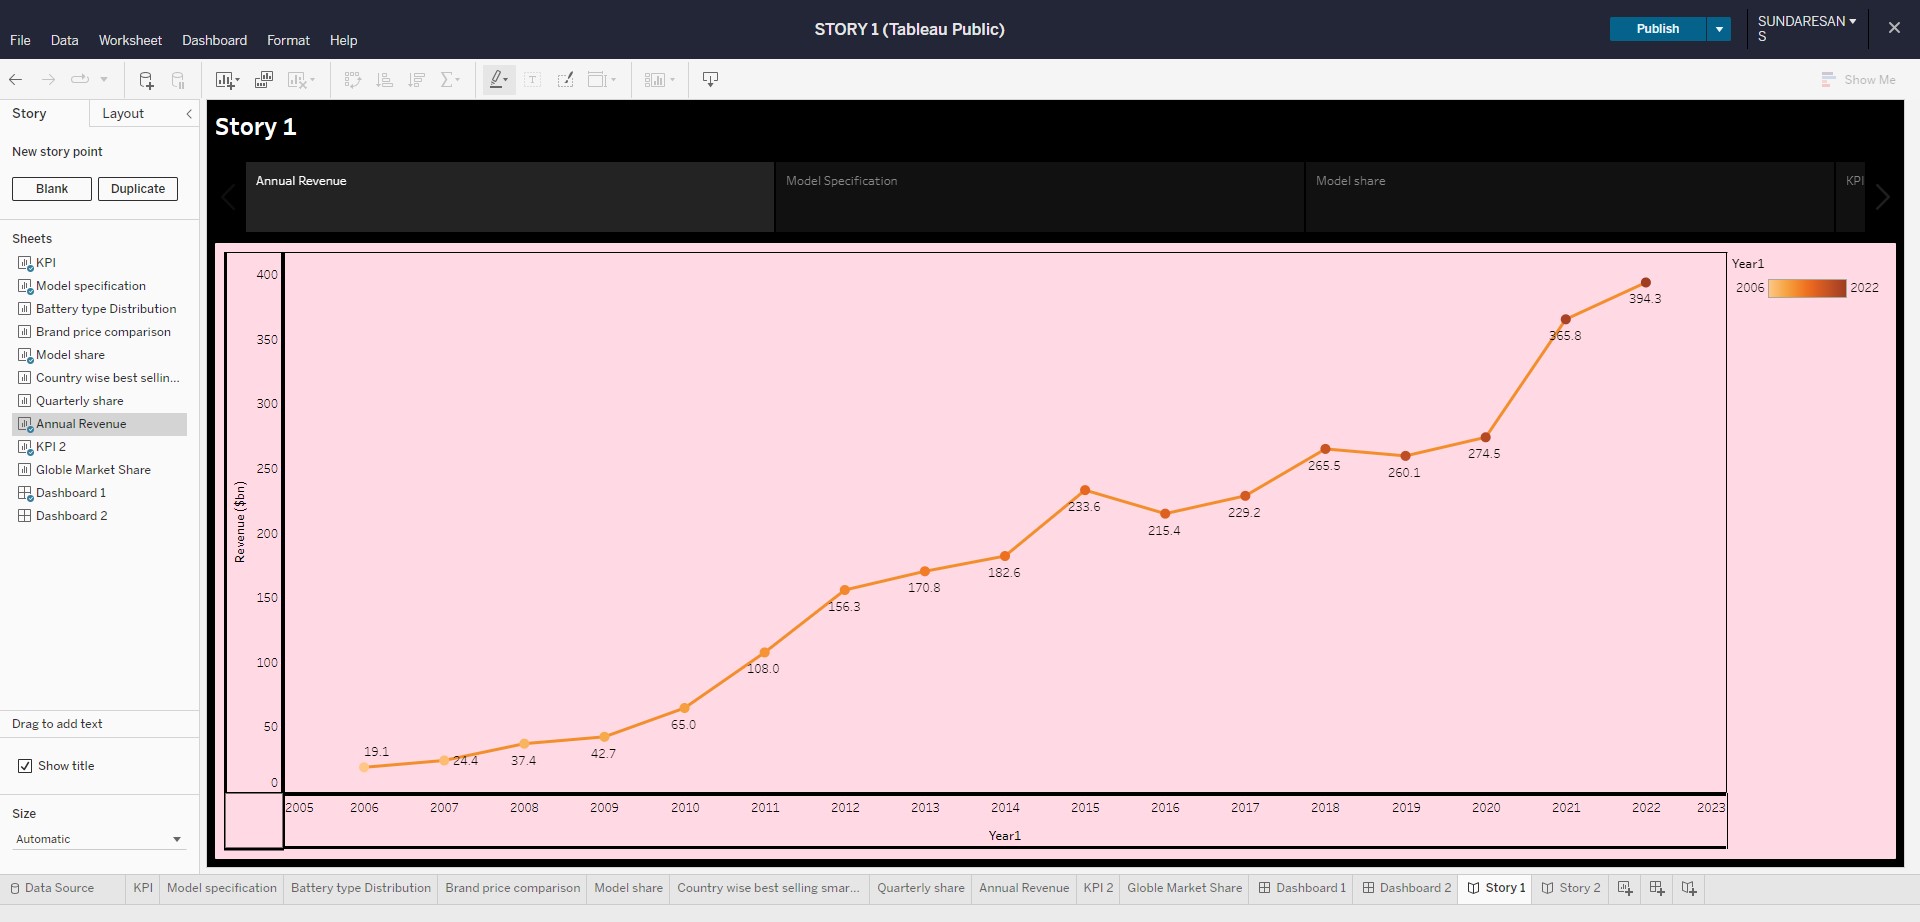 STORY 1 (Tableau Public)
Publish
SUNDARESAN
S
File Data Worksheet Dashboard Format Help
Show Me
Story Layout
New story point
Blank Duplicate
Sheets
KPI
Model specification
Battery type Distribution
Brand price comparison
Model share
Country wise best sellin...
Quarterly share
Annual Revenue
KPI 2
Globle Market Share
Dashboard 1
Dashboard 2
Drag to add text
Show title
Size
Automatic
Story 1
Annual Revenue Model Specification Model share KPI
Revenue ($bn)
400
350
300
250
200
150
100
50
0
19.1
24.4
37.4
42.7
65.0
108.0
156.3
170.8
182.6
233.6
215.4
229.2
265.5
260.1
274.5
365.8
394.3
2005 2006 2007 2008 2009 2010 2011 2012 2013 2014 2015 2016 2017 2018 2019 2020 2021 2022 2023
Year1
Year1
2006 2022
Data Source KPI Model specification Battery type Distribution Brand price comparison Model share Country wise best selling smar... Quarterly share Annual Revenue KPI 2 Globle Market Share Dashboard 1 Dashboard 2 Story 1 Story 2